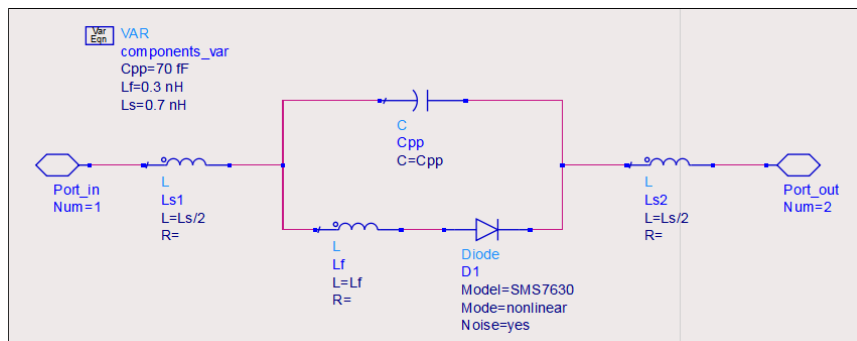 Var
Eqn
VAR
components_var
Cpp=70 fF
Lf=0.3 nH
Ls=0.7 nH
C
Cpp
C=Cpp
Port_in
Num=1
L
Ls1
L=Ls/2
R=
L
Lf
L=Lf
R=
Diode
D1
Model=SMS7630
Mode=nonlinear
Noise=yes
L
Ls2
L=Ls/2
R=
Port_out
Num=2